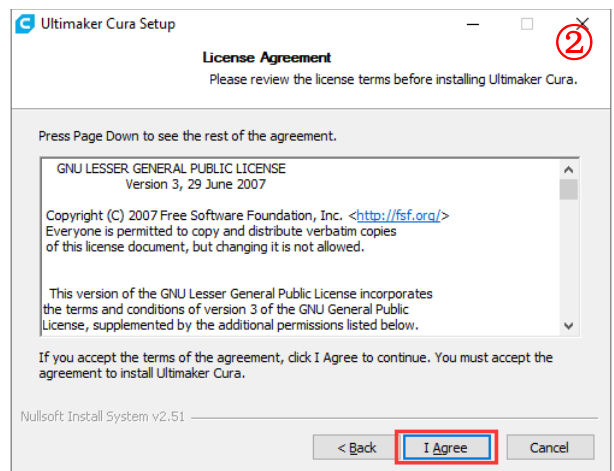 Ultimaker Cura Setup
②
License Agreement
Please review the license terms before installing Ultimaker Cura.
Press Page Down to see the rest of the agreement.
GNU LESSER GENERAL PUBLIC LICENSE
Version 3, 29 June 2007
Copyright (C) 2007 Free Software Foundation, Inc. <http://fsf.org/>
Everyone is permitted to copy and distribute verbatim copies
of this license document, but changing it is not allowed.
This version of the GNU Lesser General Public License incorporates
the terms and conditions of version 3 of the GNU General Public
License, supplemented by the additional permissions listed below.
If you accept the terms of the agreement, click I Agree to continue. You must accept the
agreement to install Ultimaker Cura.
Nullsoft Install System v2.51
< Back I Agree Cancel